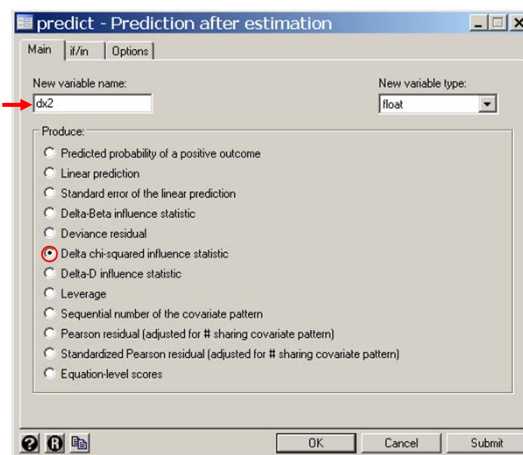 predict - Prediction after estimation
Main if/in Options
New variable name: New variable type:
dx2 float
Produce:
Predicted probability of a positive outcome
Linear prediction
Standard error of the linear prediction
Delta-Beta influence statistic
Deviance residual
Delta chi-squared influence statistic
Delta-D influence statistic
Leverage
Sequential number of the covariate pattern
Pearson residual (adjusted for # sharing covariate pattern)
Standardized Pearson residual (adjusted for # sharing covariate pattern)
Equation-level scores
? R OK Cancel Submit